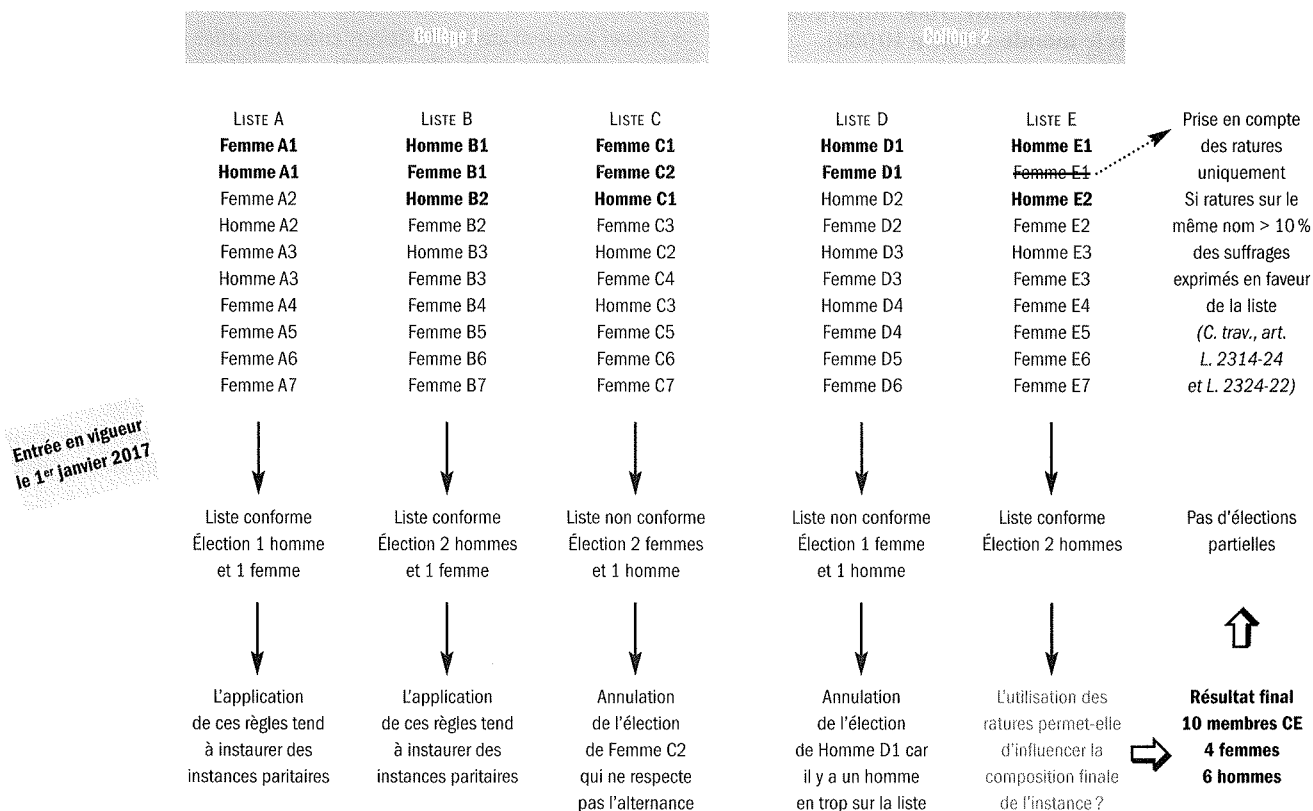 Collège 1
LISTE A
Femme A1
Homme A1
Femme A2
Homme A2
Femme A3
Homme A3
Femme A4
Femme A5
Femme A6
Femme A7
Liste conforme
Élection 1 homme
et 1 femme
L'application
de ces règles tend
à instaurer des
instances paritaires
LISTE B
Homme B1
Femme B1
Homme B2
Femme B2
Homme B3
Femme B3
Femme B4
Femme B5
Femme B6
Femme B7
Liste conforme
Élection 2 hommes
et 1 femme
L'application
de ces règles tend
à instaurer des
instances paritaires
LISTE C
Femme C1
Femme C2
Homme C1
Femme C3
Homme C2
Femme C4
Homme C3
Femme C5
Femme C6
Femme C7
Liste non conforme
Élection 2 femmes
et 1 homme
Annulation
de l'élection
de Femme C2
qui ne respecte
pas l'alternance
Collège 2
LISTE D
Homme D1
Femme D1
Homme D2
Femme D2
Homme D3
Femme D3
Homme D4
Femme D4
Femme D5
Femme D6
Liste non conforme
Élection 1 femme
et 1 homme
Annulation
de l'élection
de Homme D1 car
il y a un homme
en trop sur la liste
LISTE E
Homme E1
Femme E1
Homme E2
Femme E2
Homme E3
Femme E3
Femme E4
Femme E5
Femme E6
Femme E7
Liste conforme
Élection 2 hommes
L'utilisation des
ratures permet-elle
d'influencer la
composition finale
de l'instance ?
Prise en compte
des ratures
uniquement
Si ratures sur le
même nom > 10 %
des suffrages
exprimés en faveur
de la liste
(C. trav., art.
L. 2314-24
et L. 2324-22)
Pas d'élections
partielles
Résultat final
10 membres CE
4 femmes
6 hommes
Entrée en vigueur
le 1er janvier 2017